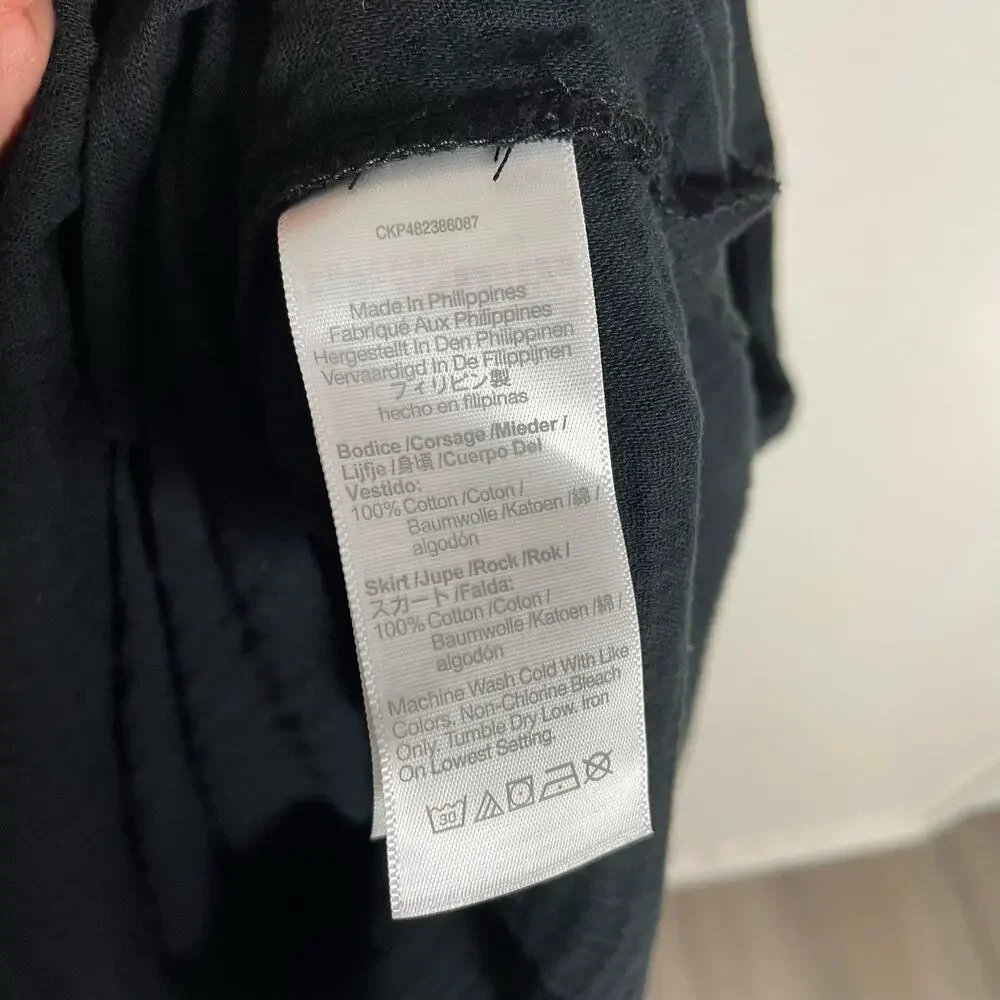 CKP482386087
Made In Philippines
Fabriqué Aux Philippines
Hergestellt In Den Philippinen
Vervaardigd In De Filippijnen
フィリピン製
hecho en filipinas
Bodice /Corsage /Mieder /
Lijfje /身頃 /Cuerpo Del
Vestido:
100% Cotton /Coton /
Baumwolle /Katoen /綿 /
algodón
Skirt /Jupe /Rock /Rok /
スカート /Falda:
100% Cotton /Coton /
Baumwolle /Katoen /綿 /
algodón
Machine Wash Cold With Like
Colors. Non-Chlorine Bleach
Only. Tumble Dry Low. Iron
On Lowest Setting.
30